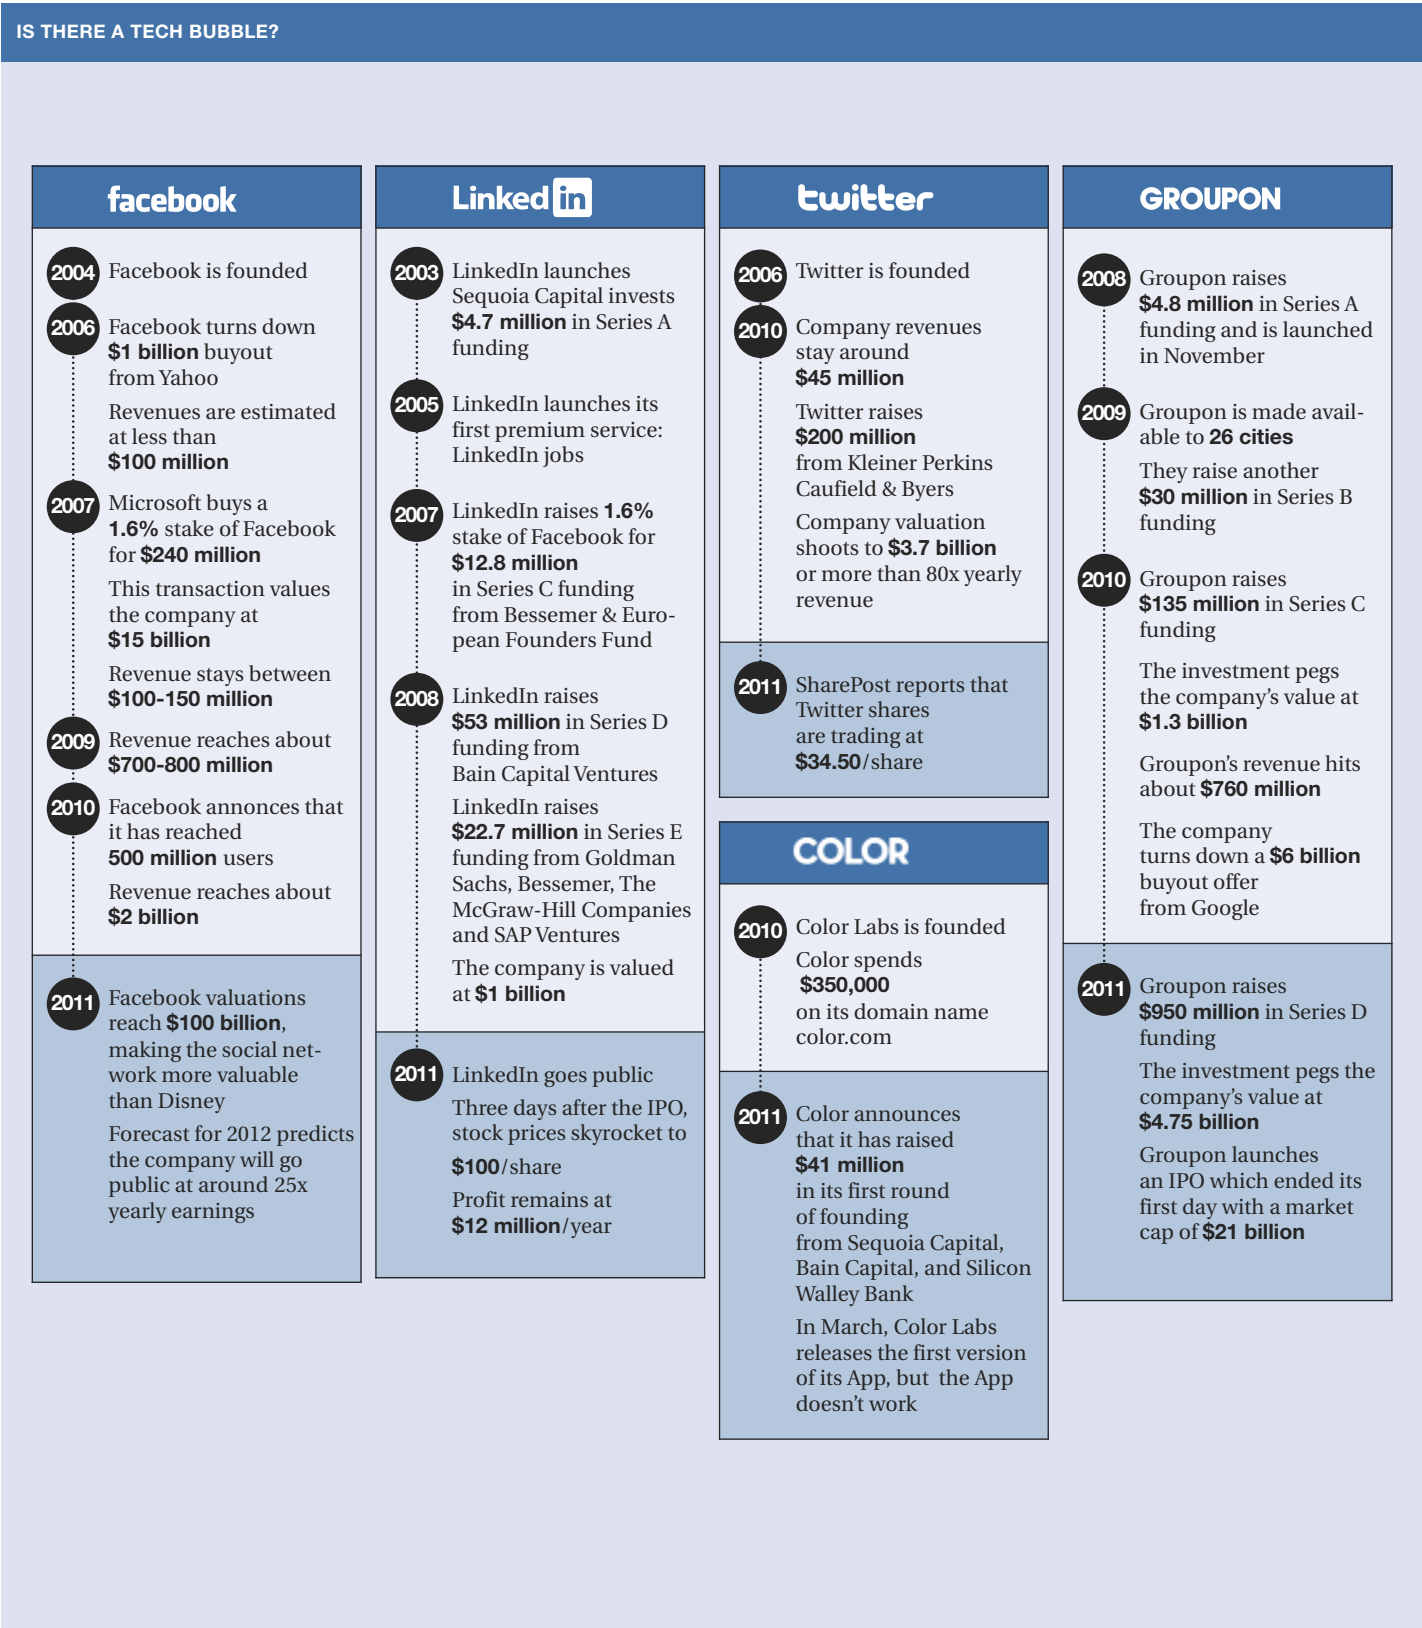 IS THERE A TECH BUBBLE?
facebook
2004 Facebook is founded
2006 Facebook turns down
$1 billion buyout
from Yahoo
Revenues are estimated
at less than
$100 million
2007 Microsoft buys a
1.6% stake of Facebook
for $240 million
This transaction values
the company at
$15 billion
Revenue stays between
$100-150 million
2009 Revenue reaches about
$700-800 million
2010 Facebook annonces that
it has reached
500 million users
Revenue reaches about
$2 billion
2011 Facebook valuations
reach $100 billion,
making the social net-
work more valuable
than Disney
Forecast for 2012 predicts
the company will go
public at around 25x
yearly earnings
Linked in
2003 LinkedIn launches
Sequoia Capital invests
$4.7 million in Series A
funding
2005 LinkedIn launches its
first premium service:
LinkedIn jobs
2007 LinkedIn raises 1.6%
stake of Facebook for
$12.8 million
in Series C funding
from Bessemer & Euro-
pean Founders Fund
2008 LinkedIn raises
$53 million in Series D
funding from
Bain Capital Ventures
LinkedIn raises
$22.7 million in Series E
funding from Goldman
Sachs, Bessemer, The
McGraw-Hill Companies
and SAP Ventures
The company is valued
at $1 billion
2011 LinkedIn goes public
Three days after the IPO,
stock prices skyrocket to
$100/share
Profit remains at
$12 million/year
twitter
2006 Twitter is founded
2010 Company revenues
stay around
$45 million
Twitter raises
$200 million
from Kleiner Perkins
Caufield & Byers
Company valuation
shoots to $3.7 billion
or more than 80x yearly
revenue
2011 SharePost reports that
Twitter shares
are trading at
$34.50/share
COLOR
2010 Color Labs is founded
Color spends
$350,000
on its domain name
color.com
2011 Color announces
that it has raised
$41 million
in its first round
of founding
from Sequoia Capital,
Bain Capital, and Silicon
Walley Bank
In March, Color Labs
releases the first version
of its App, but the App
doesn't work
GROUPON
2008 Groupon raises
$4.8 million in Series A
funding and is launched
in November
2009 Groupon is made avail-
able to 26 cities
They raise another
$30 million in Series B
funding
2010 Groupon raises
$135 million in Series C
funding
The investment pegs
the company's value at
$1.3 billion
Groupon's revenue hits
about $760 million
The company
turns down a $6 billion
buyout offer
from Google
2011 Groupon raises
$950 million in Series D
funding
The investment pegs the
company's value at
$4.75 billion
Groupon launches
an IPO which ended its
first day with a market
cap of $21 billion